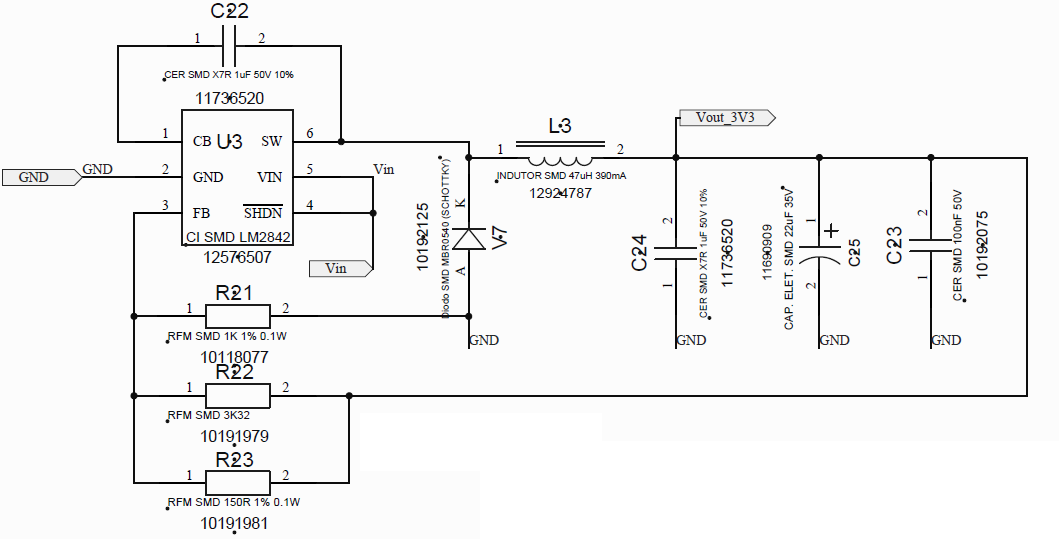 C22
1 2
CER SMD X7R 1uF 50V 10%
11736520
1 CB U3 SW 6
GND GND 2 GND VIN 5 Vin
3 FB SHDN 4
CI SMD LM2842
12576507
Vin
R21
1 2
RFM SMD 1K 1% 0.1W
10118077
R22
1 2
RFM SMD 3K32
10191979
R23
1 2
RFM SMD 150R 1% 0.1W
10191981
10192125
Diodo SMD MBR0540 (SCHOTTKY)
K
A
V7
GND
L3
1 2
INDUTOR SMD 47uH 390mA
12924787
Vout_3V3
C24
2
1
CER SMD X7R 1uF 50V 10%
11736520
GND
11690909
CAP. ELET. SMD 22uF 35V
1
2
C25
GND
C23
2
1
CER SMD 100nF 50V
10192075
GND